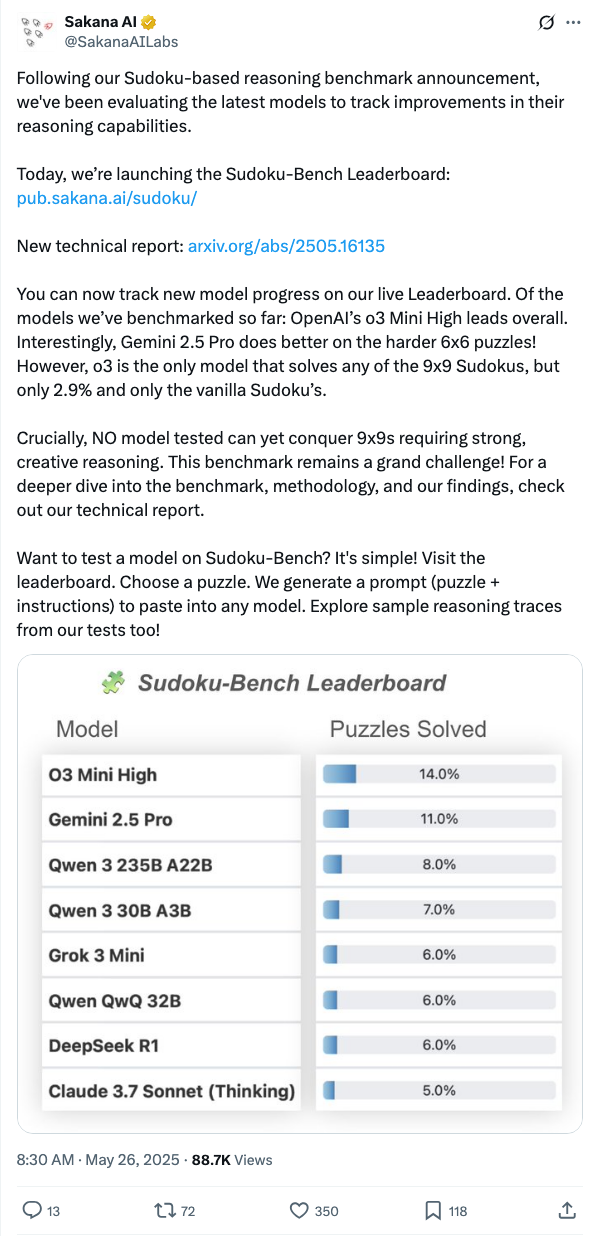 Sakana AI
@SakanaAILabs
Following our Sudoku-based reasoning benchmark announcement,
we've been evaluating the latest models to track improvements in their
reasoning capabilities.
Today, we’re launching the Sudoku-Bench Leaderboard:
pub.sakana.ai/sudoku/
New technical report: arxiv.org/abs/2505.16135
You can now track new model progress on our live Leaderboard. Of the
models we’ve benchmarked so far: OpenAI’s o3 Mini High leads overall.
Interestingly, Gemini 2.5 Pro does better on the harder 6x6 puzzles!
However, o3 is the only model that solves any of the 9x9 Sudokus, but
only 2.9% and only the vanilla Sudoku’s.
Crucially, NO model tested can yet conquer 9x9s requiring strong,
creative reasoning. This benchmark remains a grand challenge! For a
deeper dive into the benchmark, methodology, and our findings, check
out our technical report.
Want to test a model on Sudoku-Bench? It's simple! Visit the
leaderboard. Choose a puzzle. We generate a prompt (puzzle +
instructions) to paste into any model. Explore sample reasoning traces
from our tests too!
Sudoku-Bench Leaderboard
Model Puzzles Solved
O3 Mini High 14.0%
Gemini 2.5 Pro 11.0%
Qwen 3 235B A22B 8.0%
Qwen 3 30B A3B 7.0%
Grok 3 Mini 6.0%
Qwen QwQ 32B 6.0%
DeepSeek R1 6.0%
Claude 3.7 Sonnet (Thinking) 5.0%
8:30 AM · May 26, 2025 · 88.7K Views
13 72 350 118